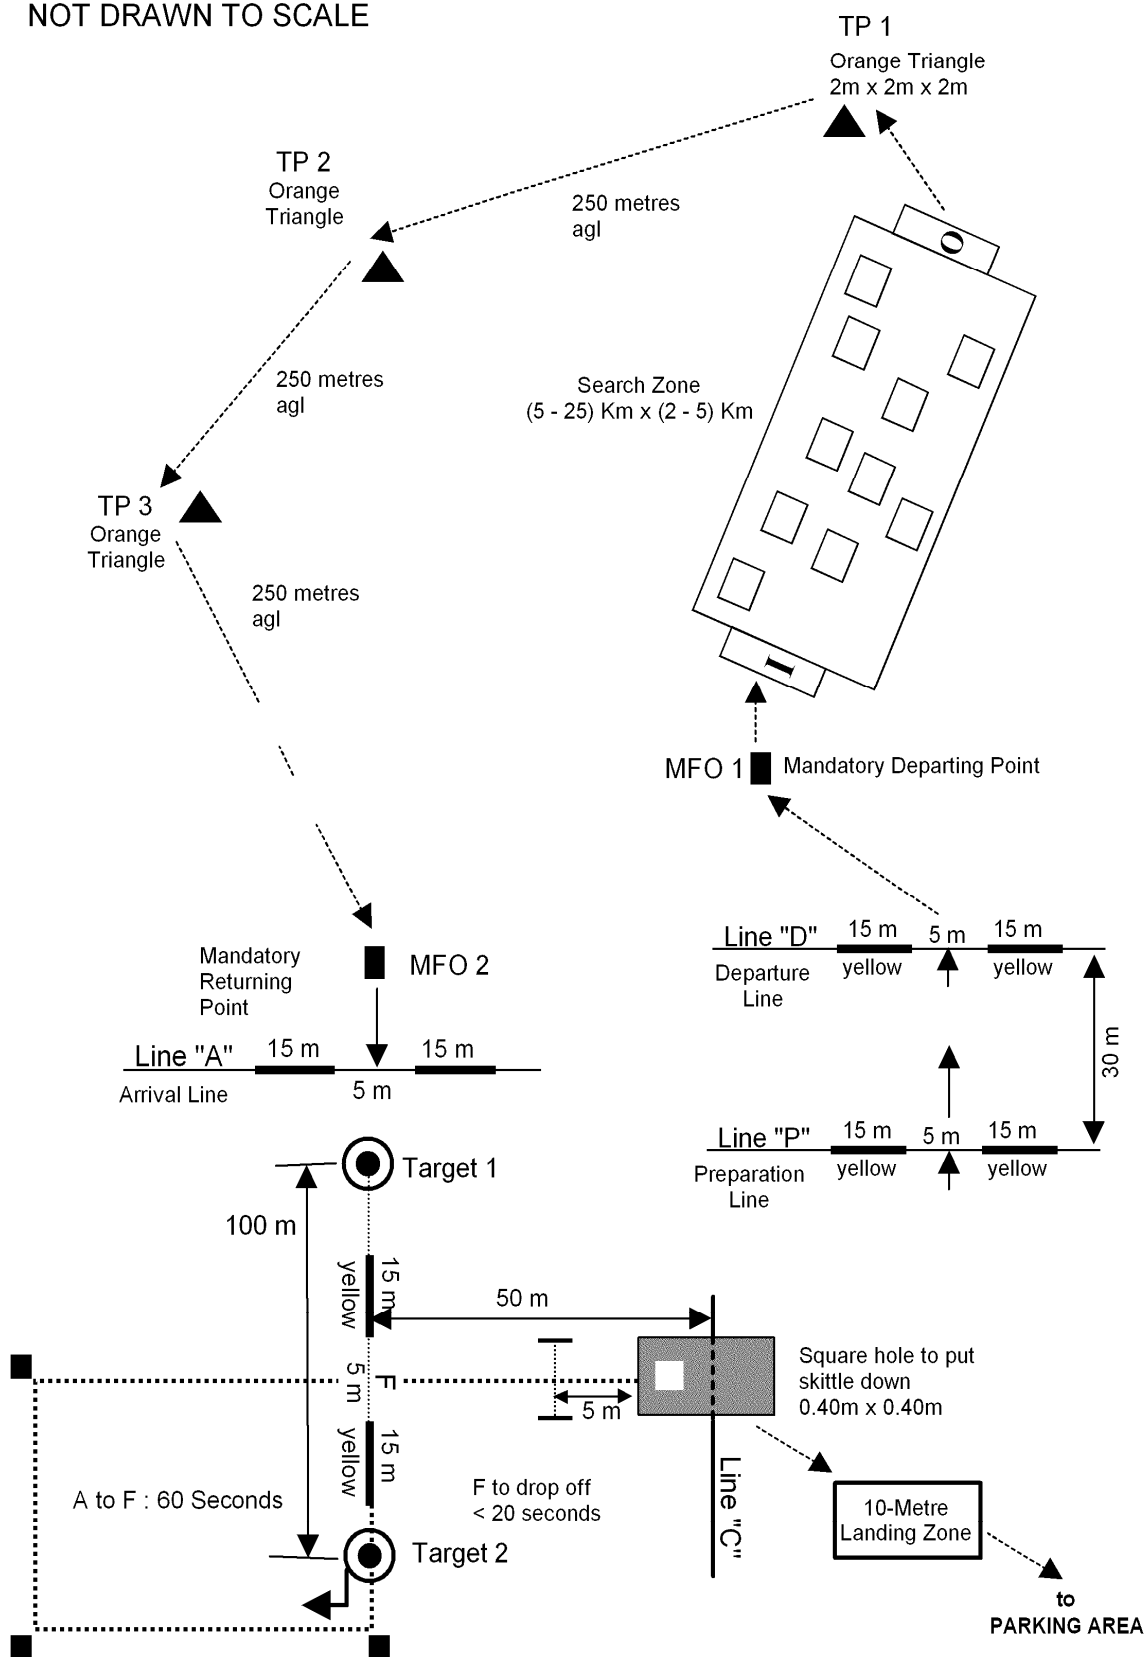 NOT DRAWN TO SCALE
TP 1
Orange Triangle
2m x 2m x 2m
TP 2
Orange
Triangle
250 metres
agl
O
250 metres
agl
Search Zone
(5 - 25) Km x (2 - 5) Km
TP 3
Orange
Triangle
250 metres
agl
I
MFO 1
Mandatory Departing Point
Mandatory
Returning
Point
MFO 2
Line "D"
15 m
5 m
15 m
yellow
yellow
Departure
Line
30 m
Line "A"
15 m
15 m
5 m
Arrival Line
Line "P"
15 m
5 m
15 m
yellow
yellow
Preparation
Line
Target 1
100 m
15 m
yellow
50 m
5 m
F
5 m
Square hole to put
skittle down
0.40m x 0.40m
15 m
yellow
Line "C"
A to F : 60 Seconds
F to drop off
< 20 seconds
10-Metre
Landing Zone
Target 2
to
PARKING AREA